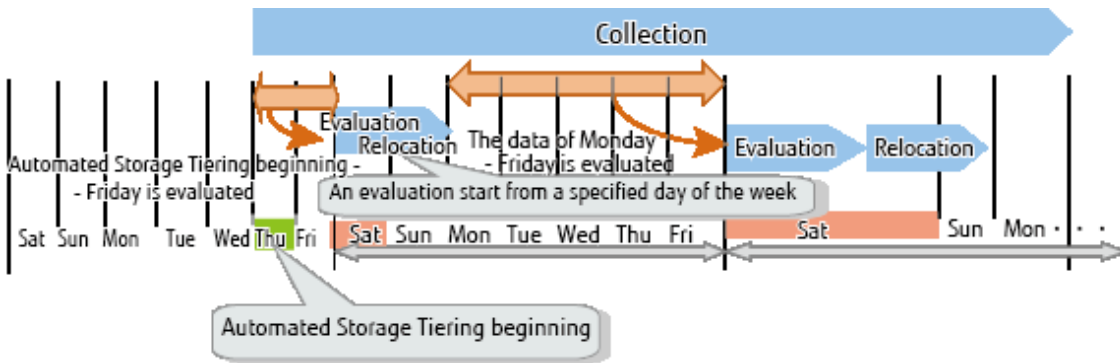 Collection
Evaluation
Relocation
The data of Monday
- Friday is evaluated
Evaluation
Relocation
Automated Storage Tiering beginning -
- Friday is evaluated
An evaluation start from a specified day of the week
Sat Sun Mon Tue Wed Thu Fri Sat Sun Mon Tue Wed Thu Fri Sat Sun Mon · · ·
Automated Storage Tiering beginning